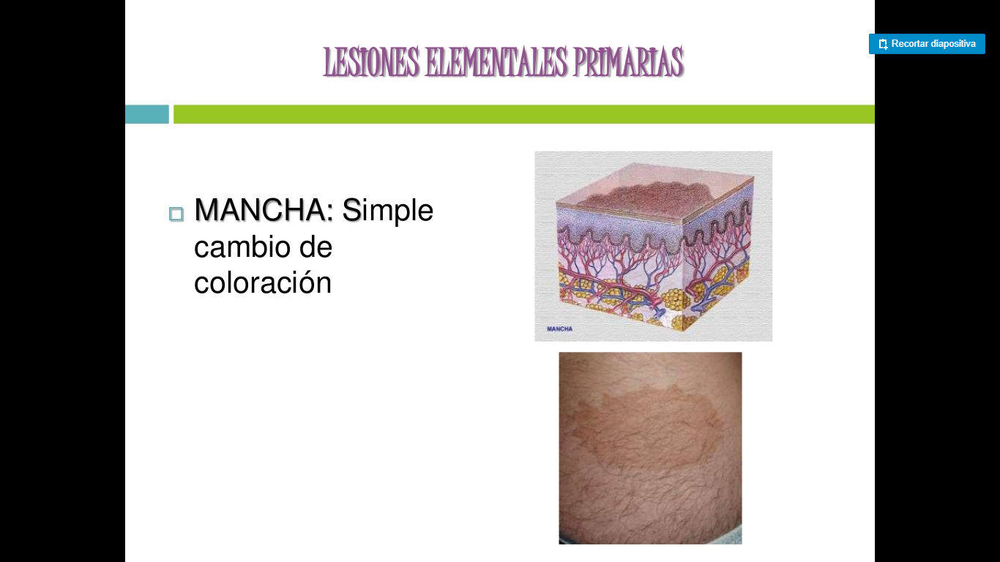 Recortar diapositiva
LESIONES ELEMENTALES PRIMARIAS
MANCHA: Simple
cambio de
coloración
MANCHA